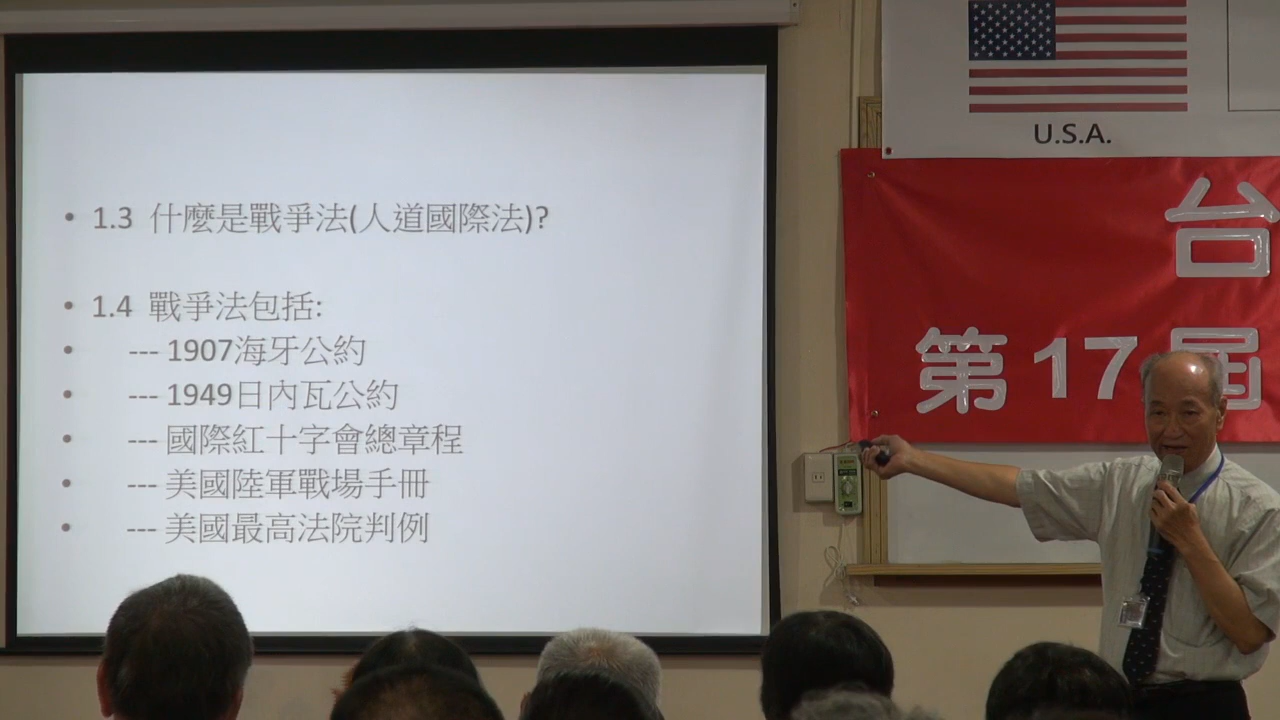 1.3 什麼是戰爭法(人道國際法)?
1.4 戰爭法包括:
--- 1907海牙公約
--- 1949日內瓦公約
--- 國際紅十字會總章程
--- 美國陸軍戰場手冊
--- 美國最高法院判例
U.S.A.
台
第17屆